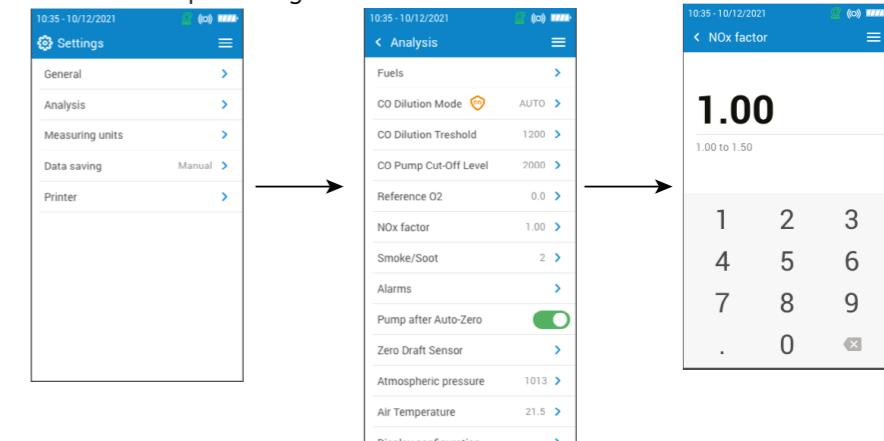 10:35 - 10/12/2021
Settings
General
Analysis
Measuring units
Data saving Manual
Printer
10:35 - 10/12/2021
Analysis
Fuels
CO Dilution Mode AUTO
CO Dilution Treshold 1200
CO Pump Cut-Off Level 2000
Reference O2 0.0
NOx factor 1.00
Smoke/Soot 2
Alarms
Pump after Auto-Zero
Zero Draft Sensor
Atmospheric pressure 1013
Air Temperature 21.5
10:35 - 10/12/2021
NOx factor
1.00
1.00 to 1.50
1 2 3
4 5 6
7 8 9
. 0